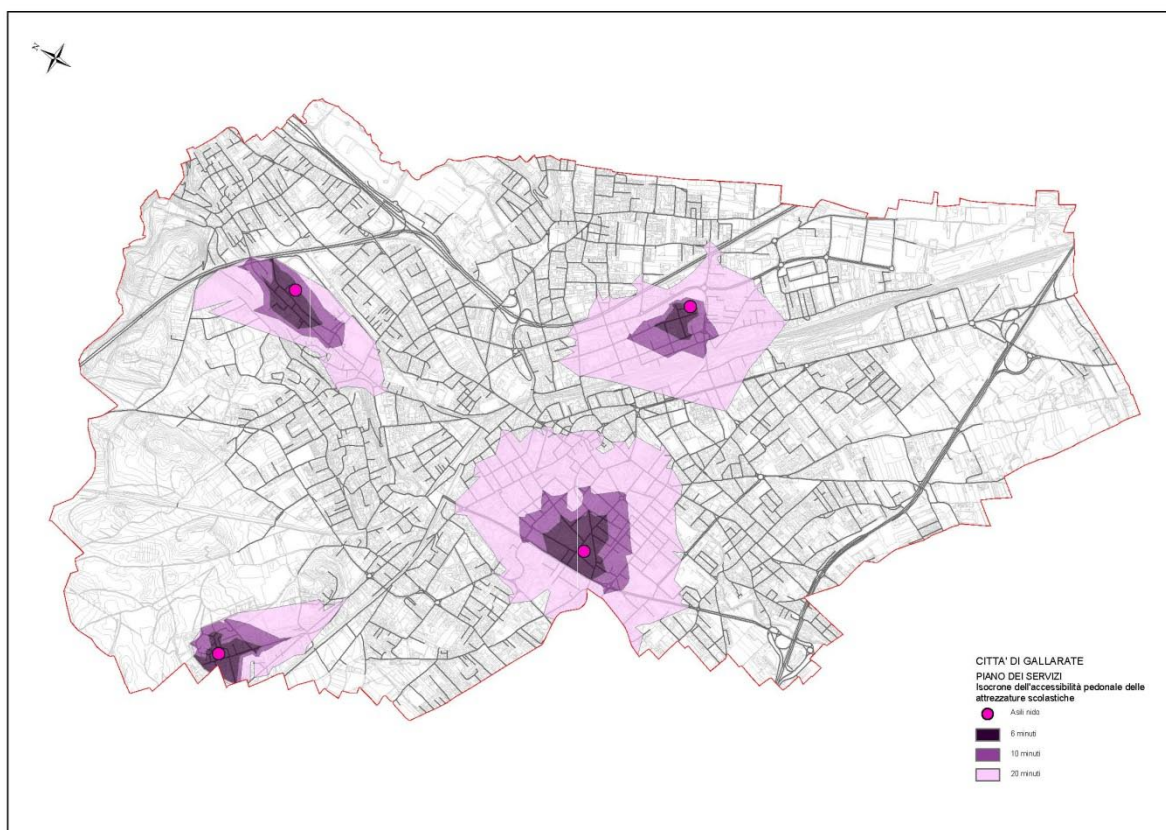 N
CITTA' DI GALLARATE
PIANO DEI SERVIZI
Isocrone dell'accessibilità pedonale delle
attrezzature scolastiche
Asili nido
6 minuti
10 minuti
20 minuti